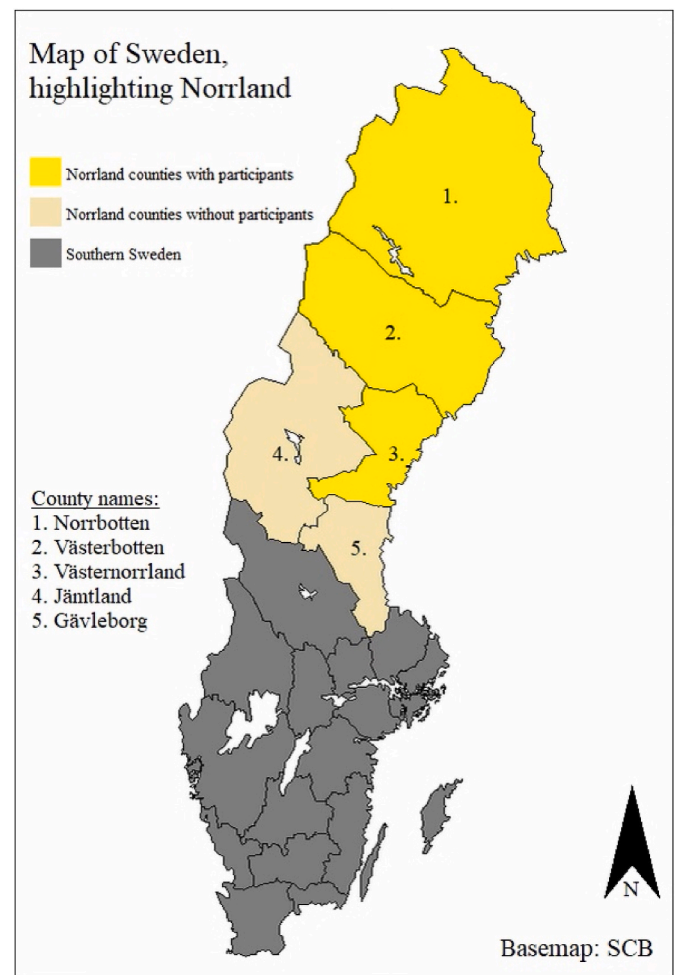 Map of Sweden,
highlighting Norrland
Norrland counties with participants
Norrland counties without participants
Southern Sweden
1.
2.
3.
4.
5.
County names:
1. Norrbotten
2. Västerbotten
3. Västernorrland
4. Jämtland
5. Gävleborg
N
Basemap: SCB